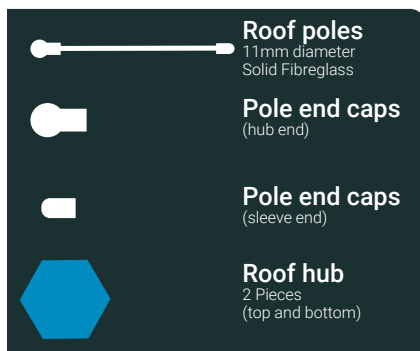 Roof poles
11mm diameter
Solid Fibreglass
Pole end caps
(hub end)
Pole end caps
(sleeve end)
Roof hub
2 Pieces
(top and bottom)